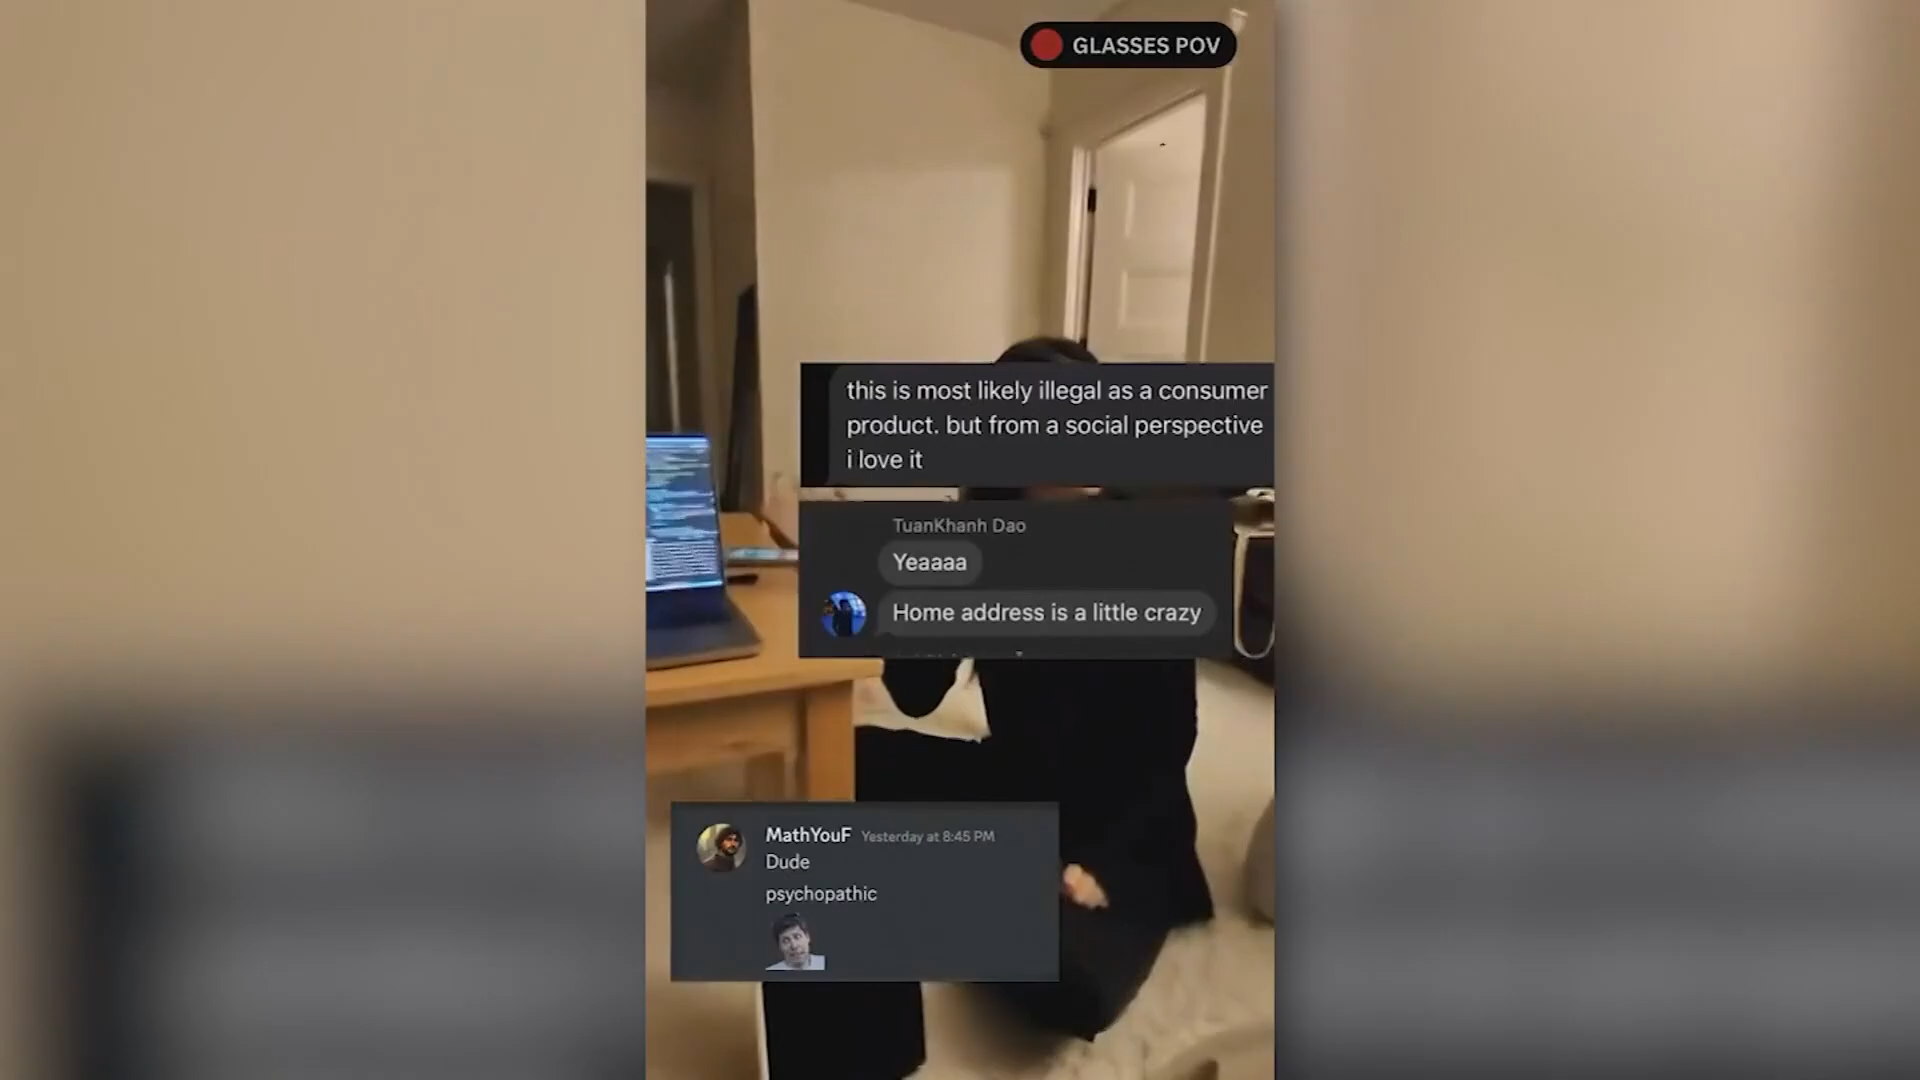 GLASSES POV
this is most likely illegal as a consumer
product. but from a social perspective
i love it
TuanKhanh Dao
Yeaaaa
Home address is a little crazy
MathYouF Yesterday at 8:45 PM
Dude
psychopathic